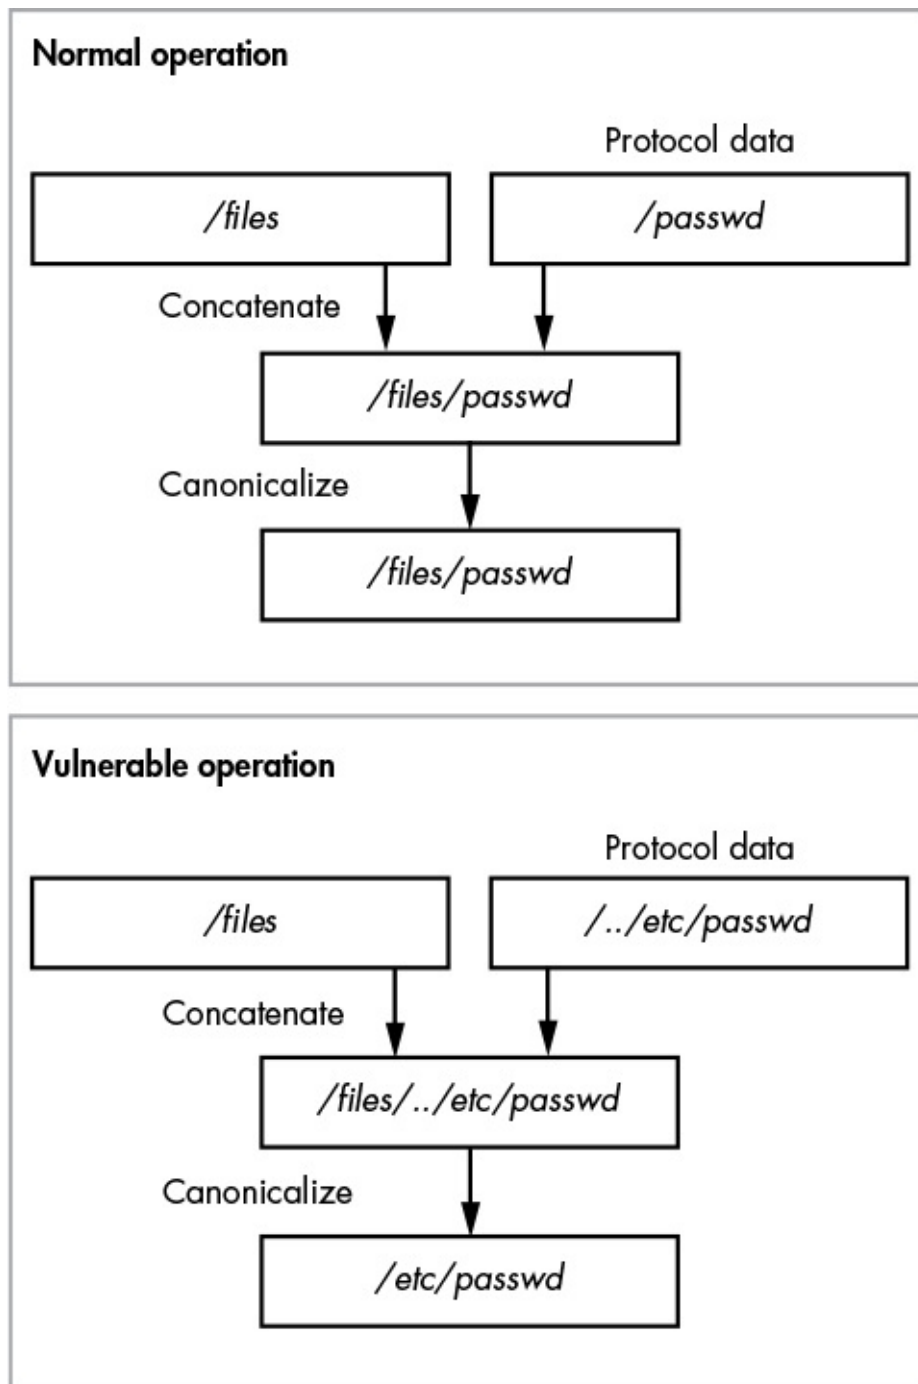 Normal operation
Protocol data
/files
/passwd
Concatenate
/files/passwd
Canonicalize
/files/passwd
Vulnerable operation
Protocol data
/files
/../etc/passwd
Concatenate
/files/../etc/passwd
Canonicalize
/etc/passwd